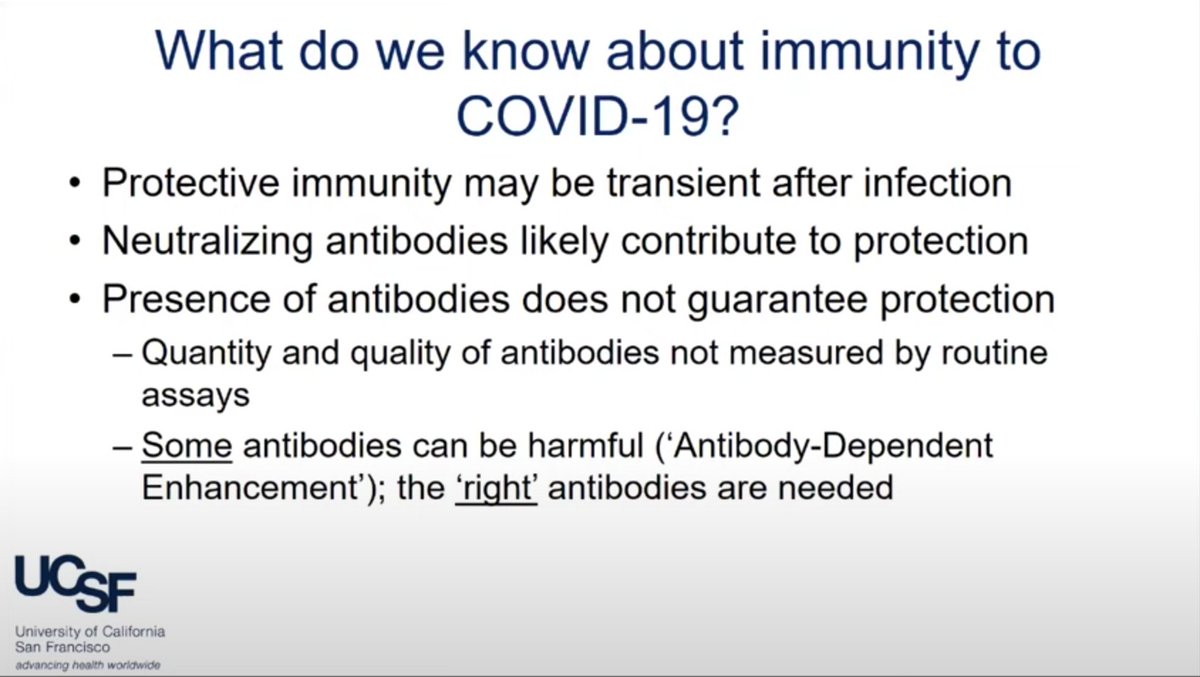 What do we know about immunity to
COVID-19?
• Protective immunity may be transient after infection
• Neutralizing antibodies likely contribute to protection
• Presence of antibodies does not guarantee protection
– Quantity and quality of antibodies not measured by routine
assays
– Some antibodies can be harmful (‘Antibody-Dependent
Enhancement’); the ‘right’ antibodies are needed
UCSF
University of California
San Francisco
advancing health worldwide